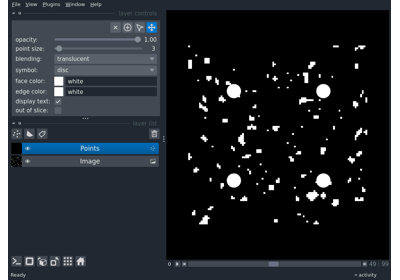 File View Plugins Window Help
layer controls
opacity: 1.00
point size: 3
blending: translucent
symbol: disc
face color: white
edge color: white
display text:
out of slice:
layer list
Points
Image
Ready
49 99
activity